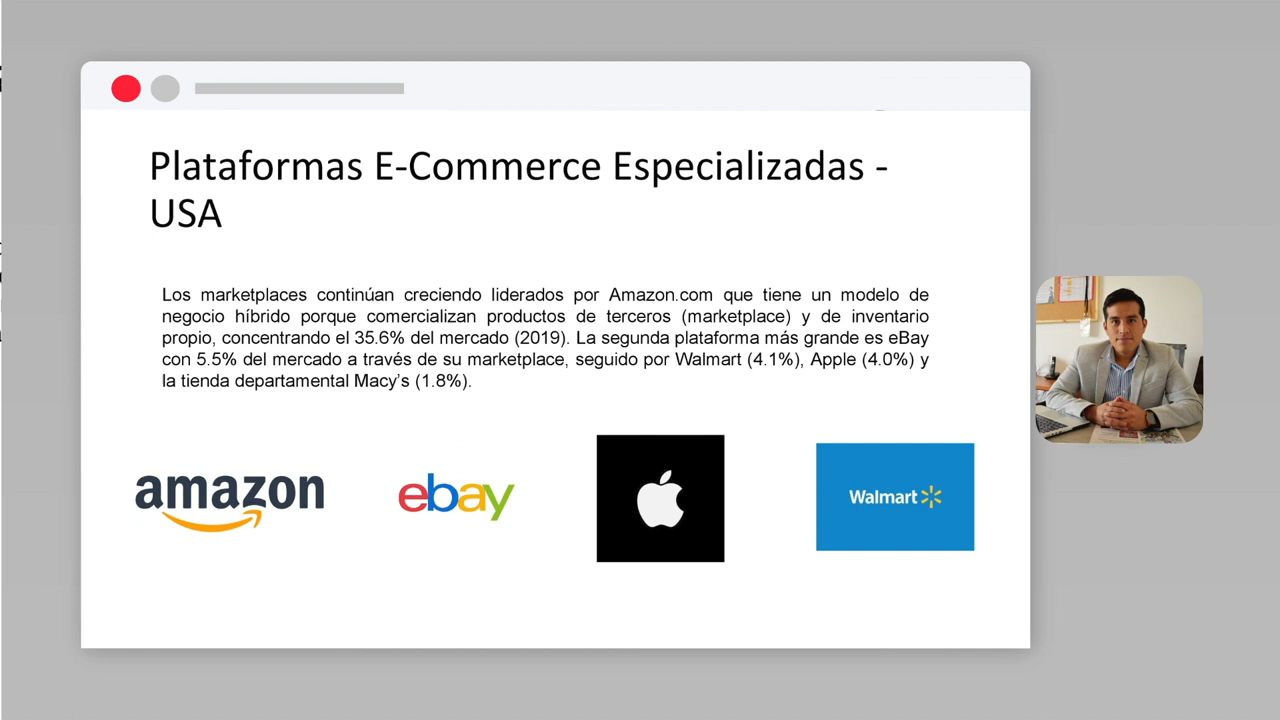 Plataformas E-Commerce Especializadas -
USA
Los marketplaces continúan creciendo liderados por Amazon.com que tiene un modelo de
negocio híbrido porque comercializan productos de terceros (marketplace) y de inventario
propio, concentrando el 35.6% del mercado (2019). La segunda plataforma más grande es eBay
con 5.5% del mercado a través de su marketplace, seguido por Walmart (4.1%), Apple (4.0%) y
la tienda departamental Macy’s (1.8%).
amazon
ebay
Walmart